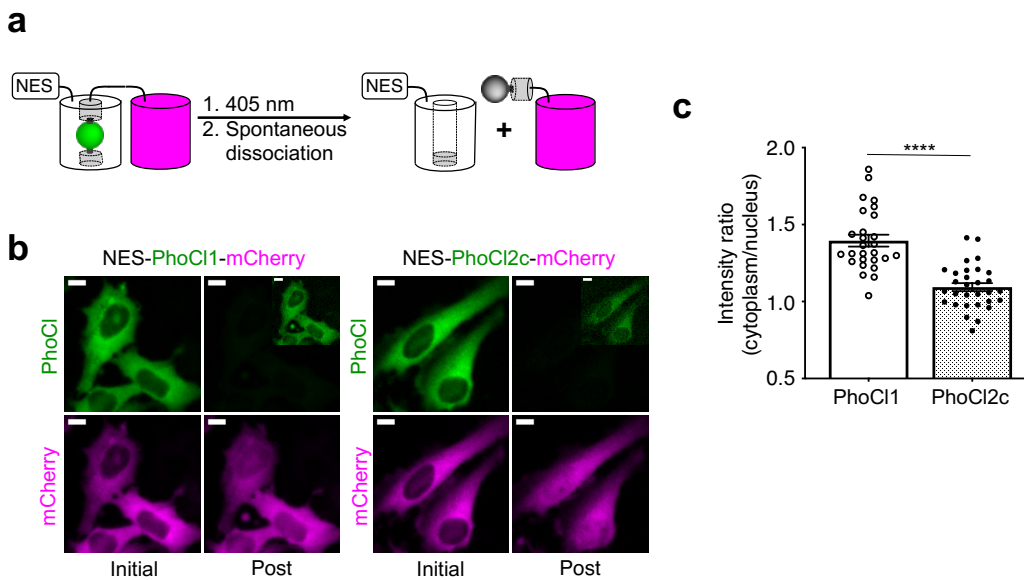 a
NES
1. 405 nm
2. Spontaneous
dissociation
NES
+
b
NES-PhoCl1-mCherry
NES-PhoCl2c-mCherry
PhoCl
PhoCl
mCherry
mCherry
Initial
Post
Initial
Post
c
Intensity ratio
(cytoplasm/nucleus)
2.0
1.5
1.0
0.5
****
PhoCl1
PhoCl2c